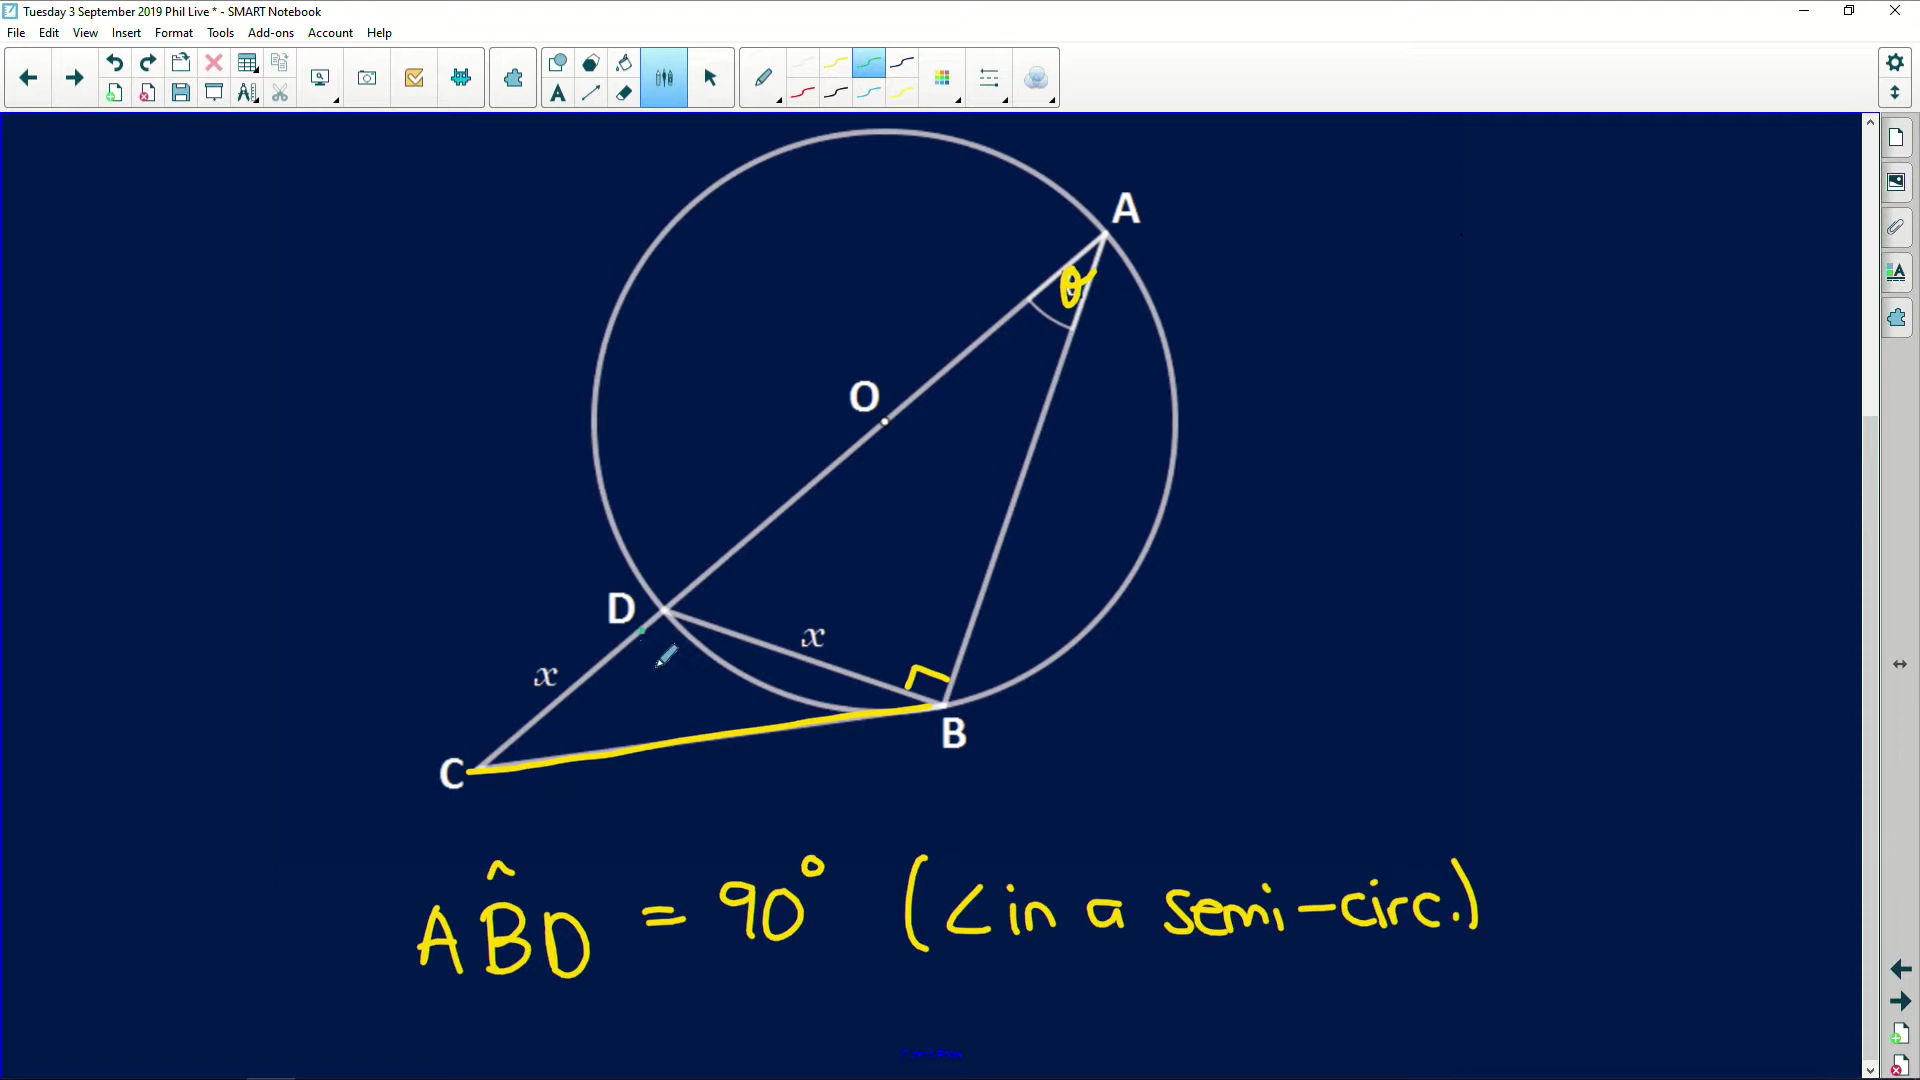 Tuesday 3 September 2019 Phil Live * - SMART Notebook
File Edit View Insert Format Tools Add-ons Account Help
A
θ
O
D
x
x
B
C
AB̂D = 90° (∠ in a semi-circ.)